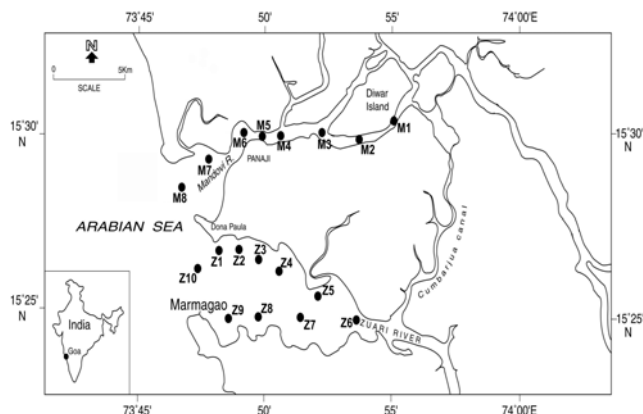 73°45 50' 55' 74°00'E
N
0 5Km
SCALE
15°30'
N
15°25'
N
Diwar
Island
M1
M2
M3
M4
M5
M6
M7
M8
PANAJI
Mandovi R.
ARABIAN SEA
Dona Paula
Z1
Z2
Z3
Z4
Z5
Z6
Z7
Z8
Z9
Z10
Marmagao
ZUARI RIVER
Cumbarjua canal
India
Goa
15°30'
N
15°25'
N
73°45' 50' 55' 74°00'E